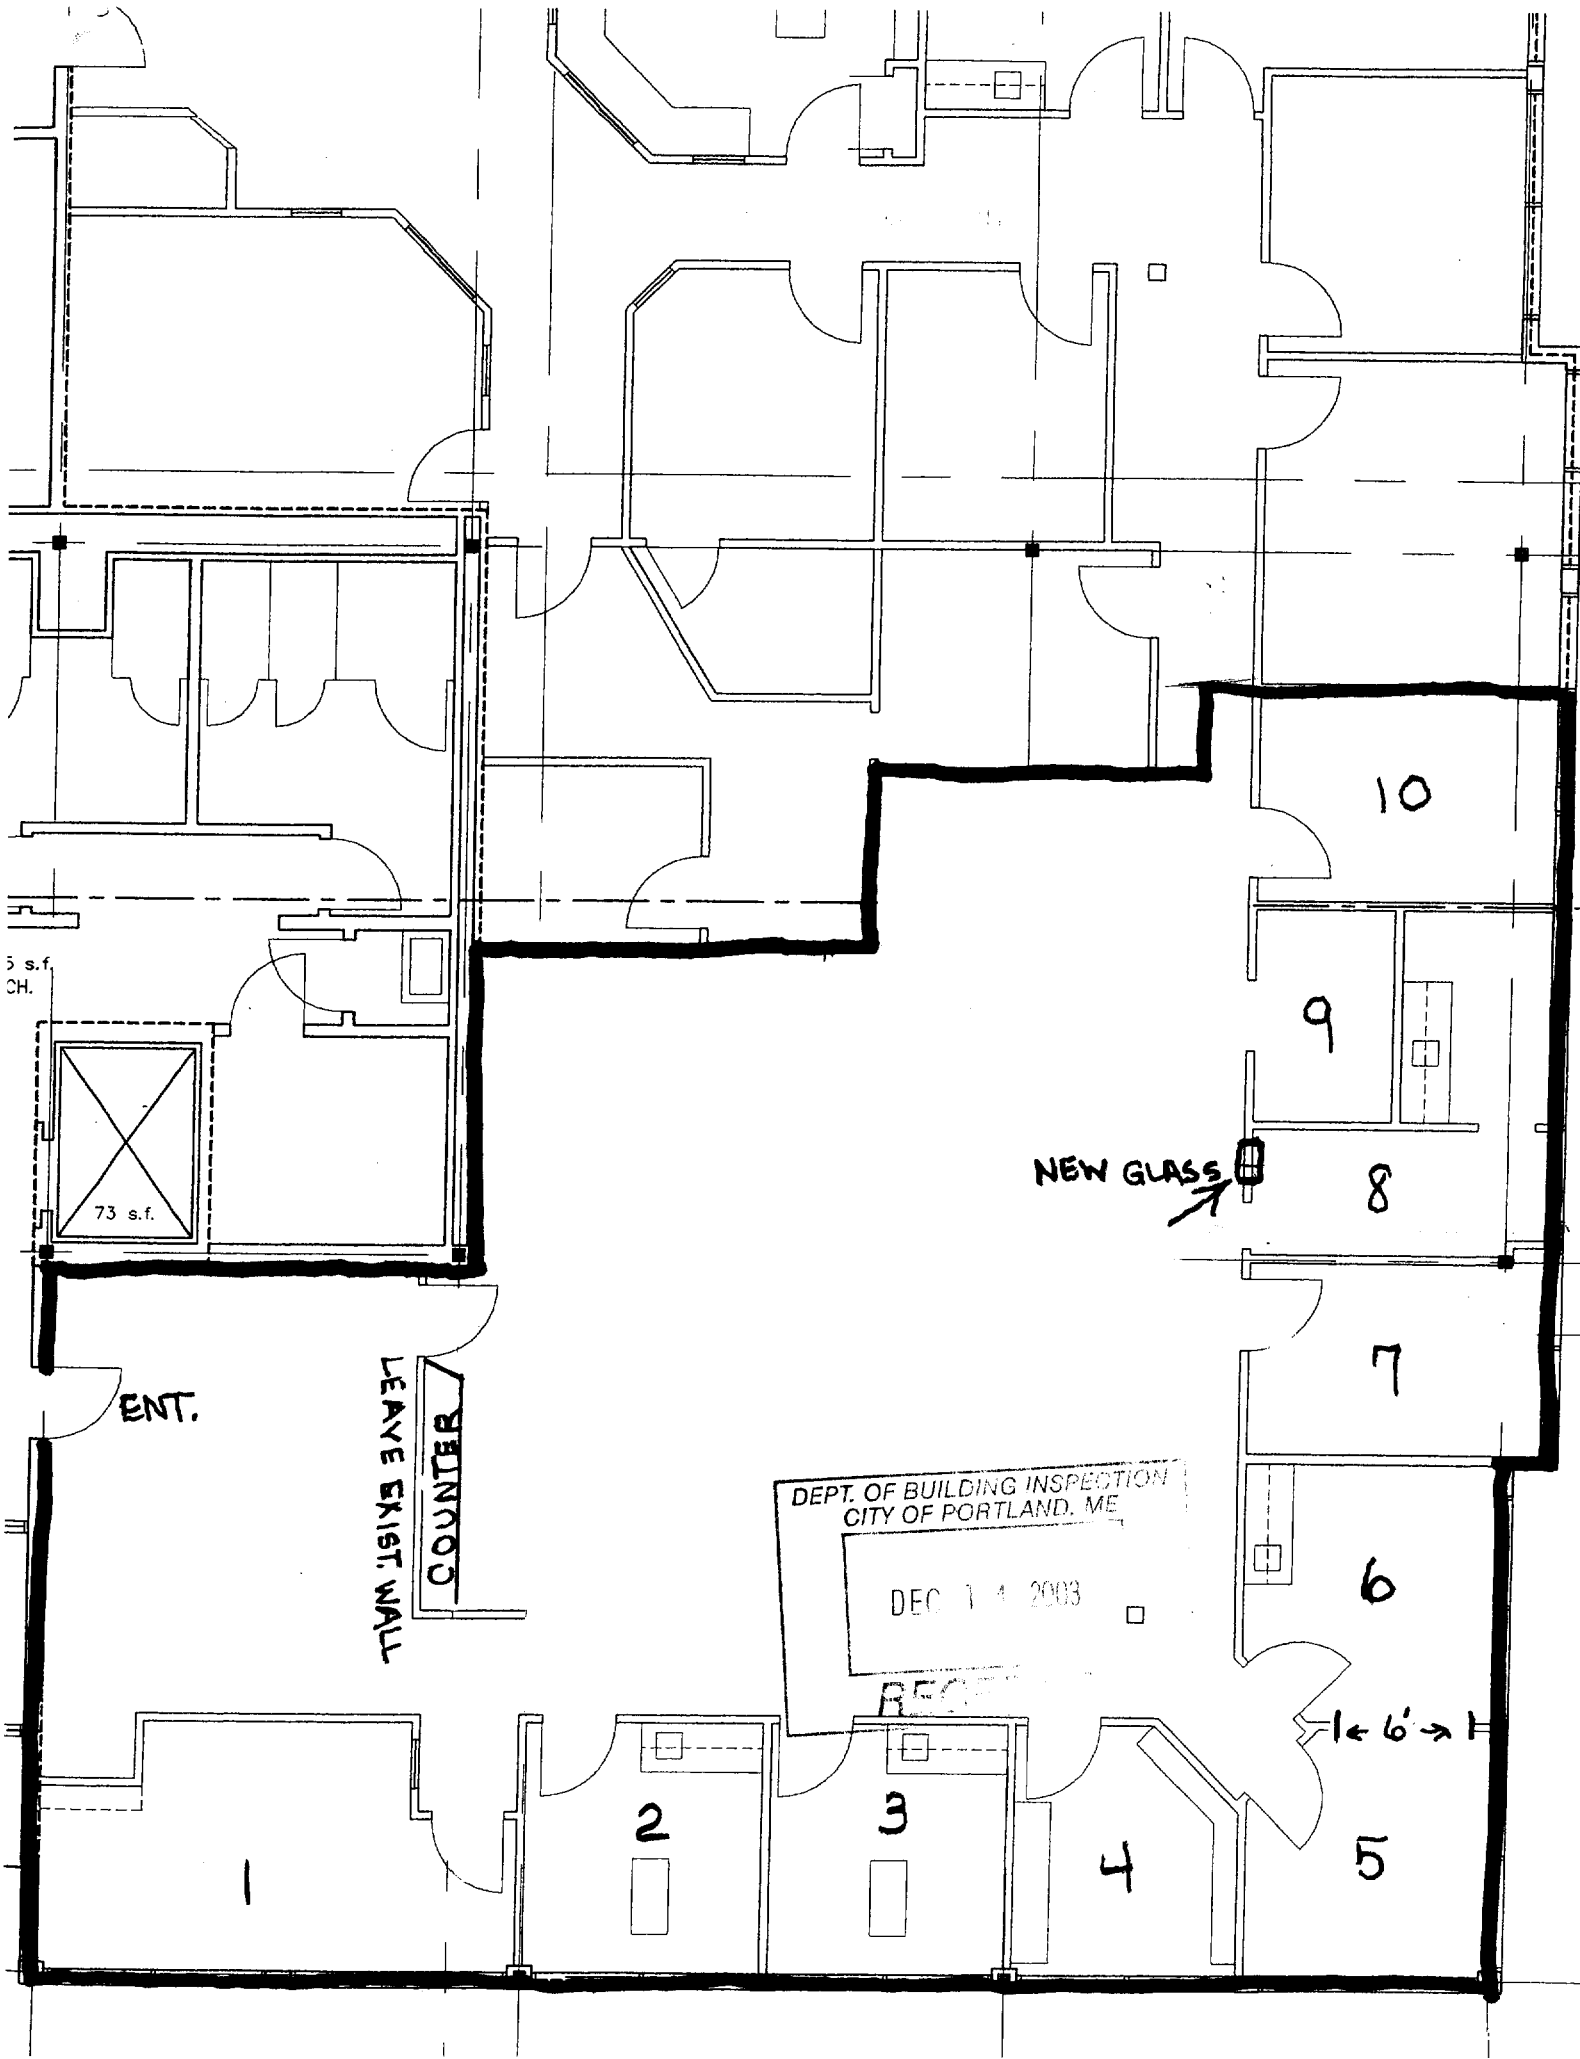 10
5 s.f.
CH.
9
NEW GLASS
8
73 s.f.
7
ENT.
LEAVE EXIST. WALL
COUNTER
DEPT. OF BUILDING INSPECTION
CITY OF PORTLAND, ME
DEC 1 4 2003
6
← 6' →
2
3
4
5
1